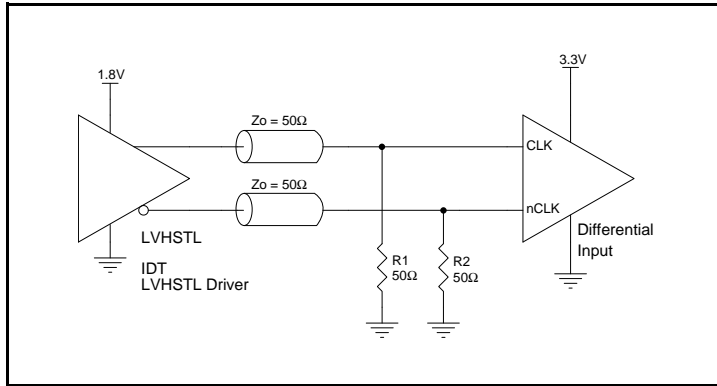 1.8V
3.3V
Zo = 50Ω
CLK
Zo = 50Ω
nCLK
LVHSTL
IDT
LVHSTL Driver
R1
50Ω
R2
50Ω
Differential
Input